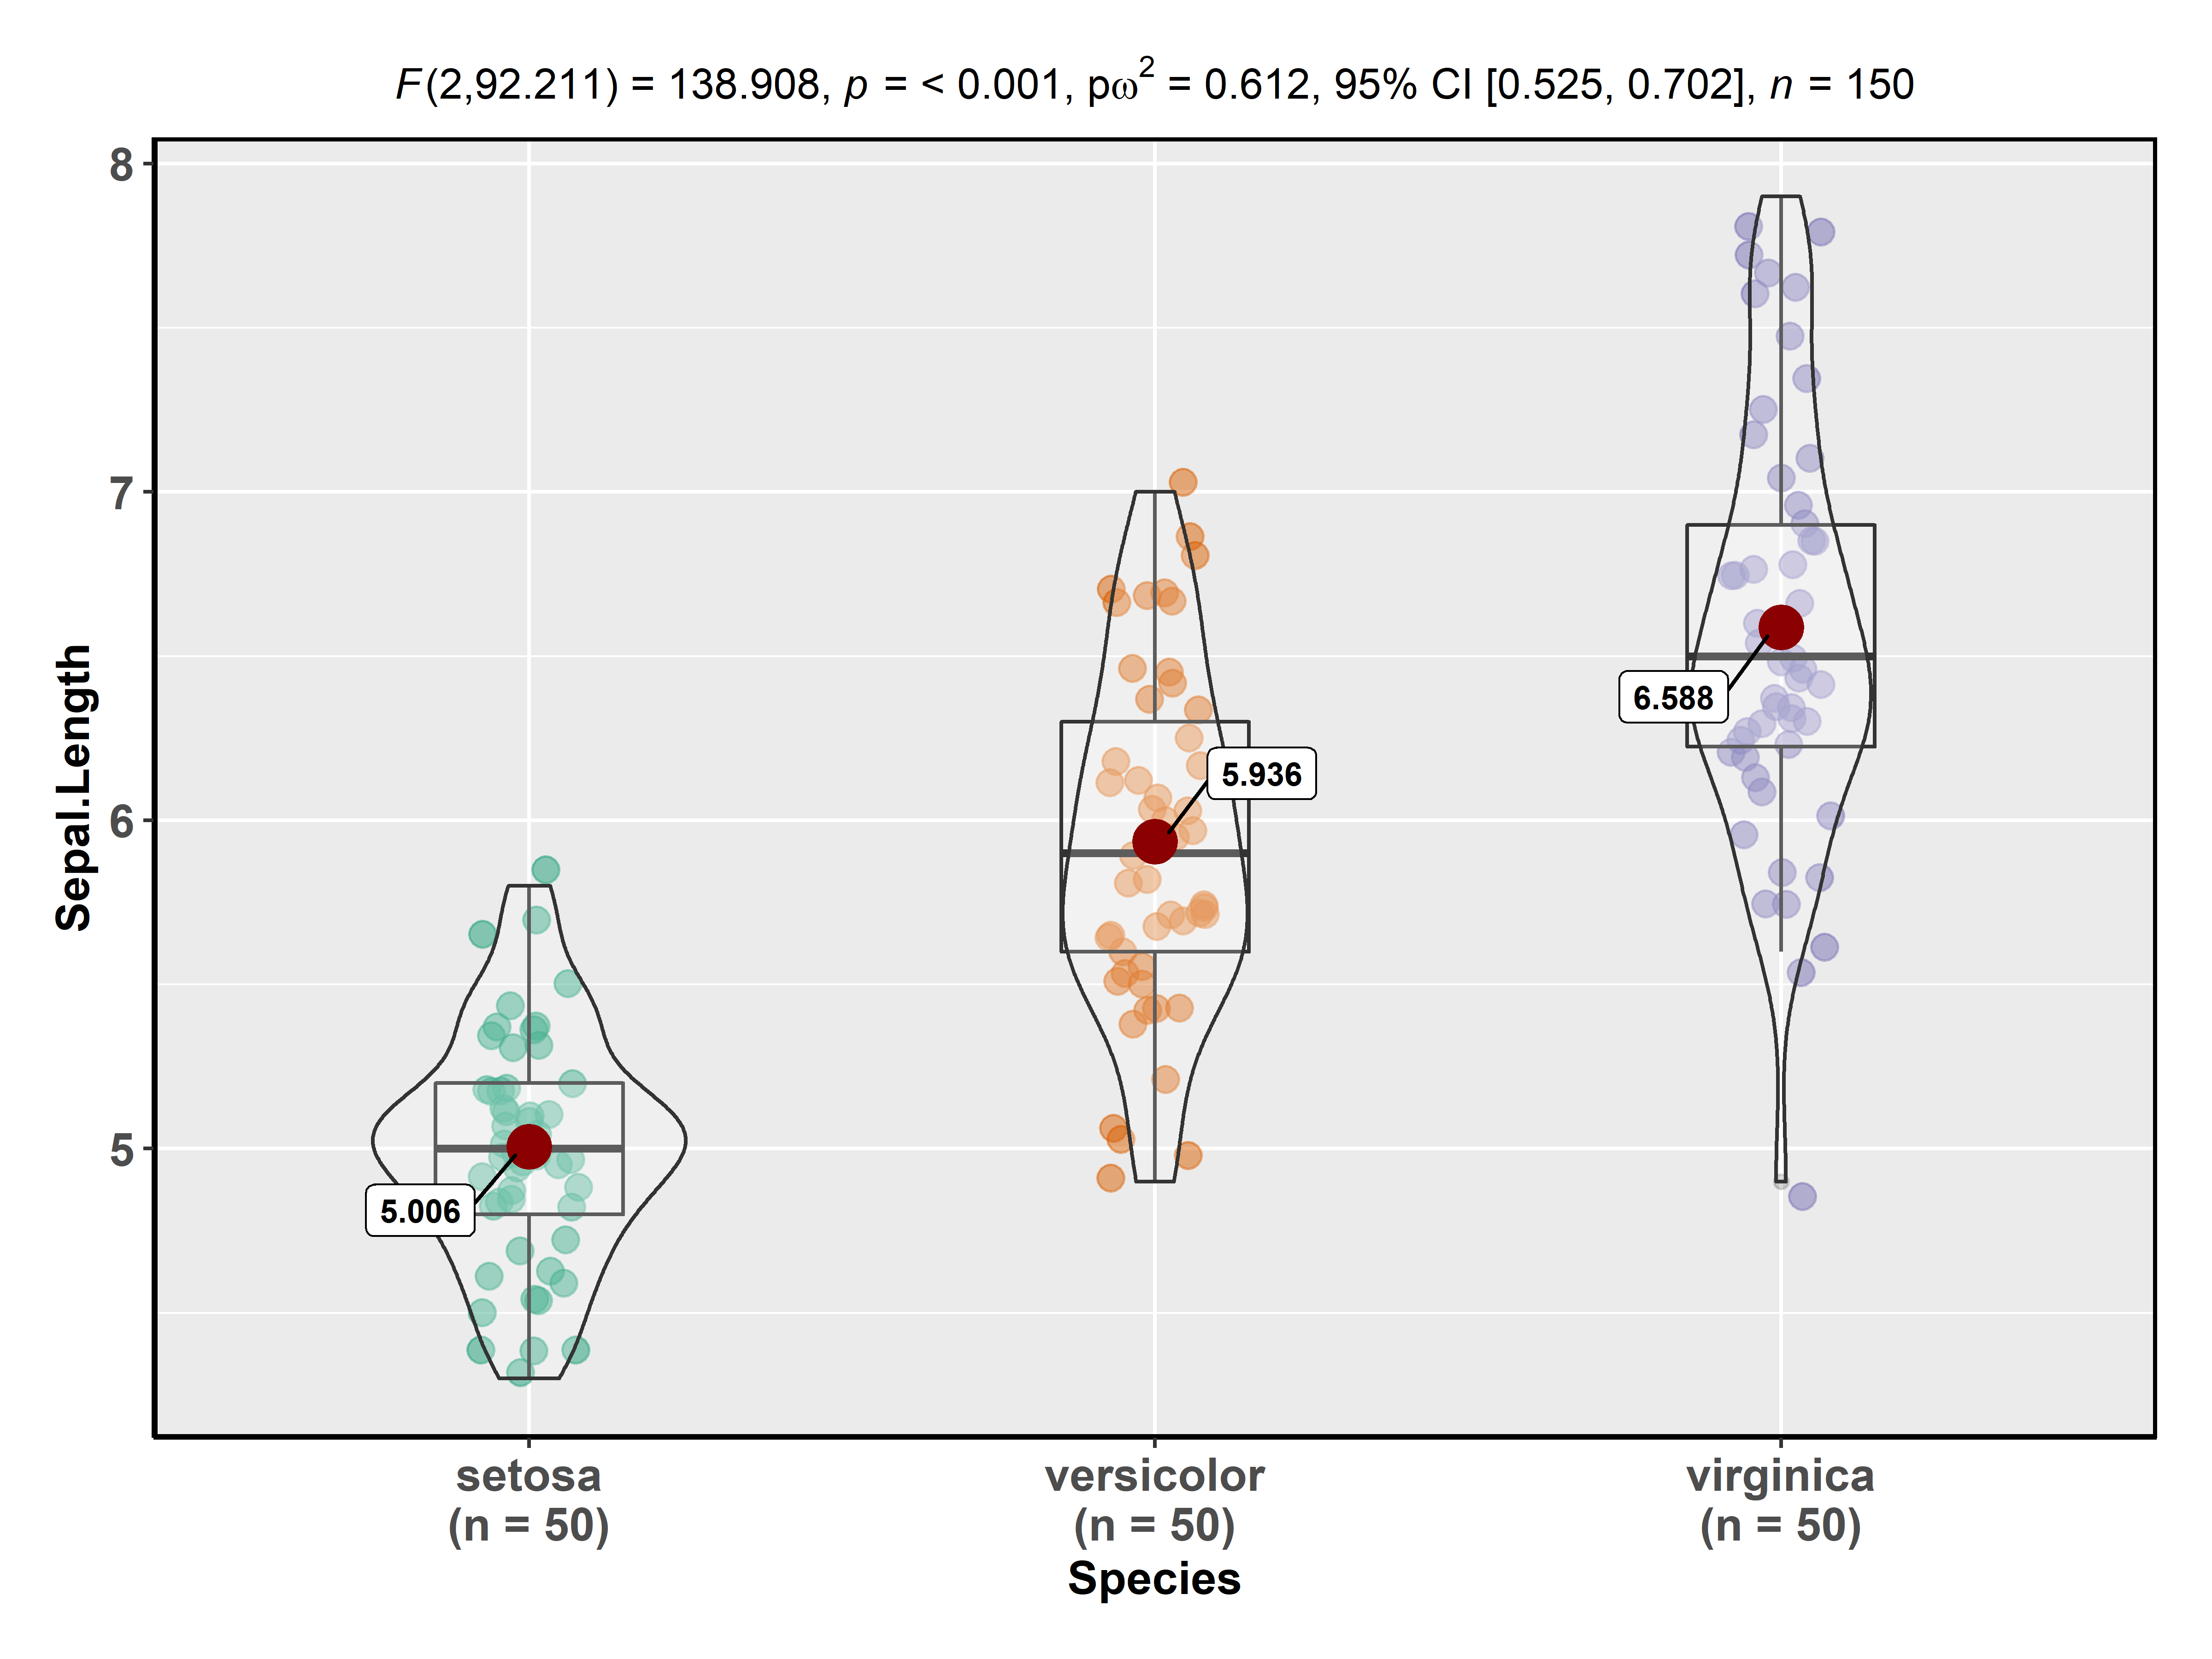 F(2,92.211) = 138.908, p = < 0.001, pω² = 0.612, 95% CI [0.525, 0.702], n = 150
8
7
6
5
Sepal.Length
5.006
5.936
6.588
setosa
(n = 50)
versicolor
(n = 50)
virginica
(n = 50)
Species